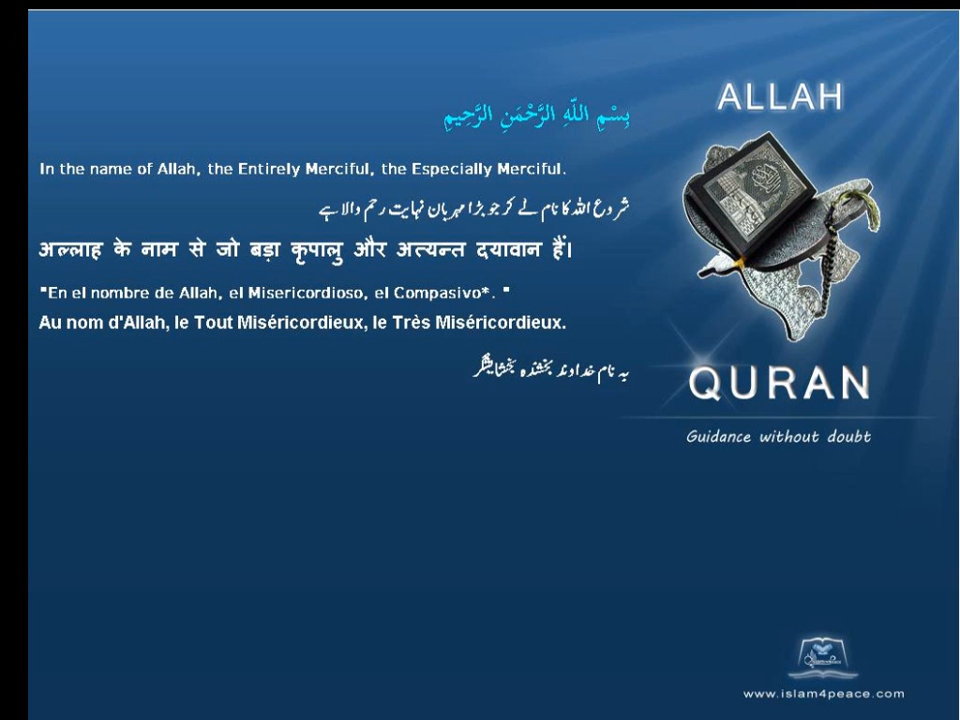 بِسْمِ اللَّهِ الرَّحْمَنِ الرَّحِيمِ
In the name of Allah, the Entirely Merciful, the Especially Merciful.
شروع الله کا نام لے کر جو بڑا مہربان نہایت رحم والا ہے
अल्लाह के नाम से जो बड़ा कृपालु और अत्यन्त दयावान हैं।
"En el nombre de Allah, el Misericordioso, el Compasivo*. "
Au nom d'Allah, le Tout Miséricordieux, le Très Miséricordieux.
به نام خداوند بخشنده بخشایشگر
ALLAH
QURAN
Guidance without doubt
www.islam4peace.com